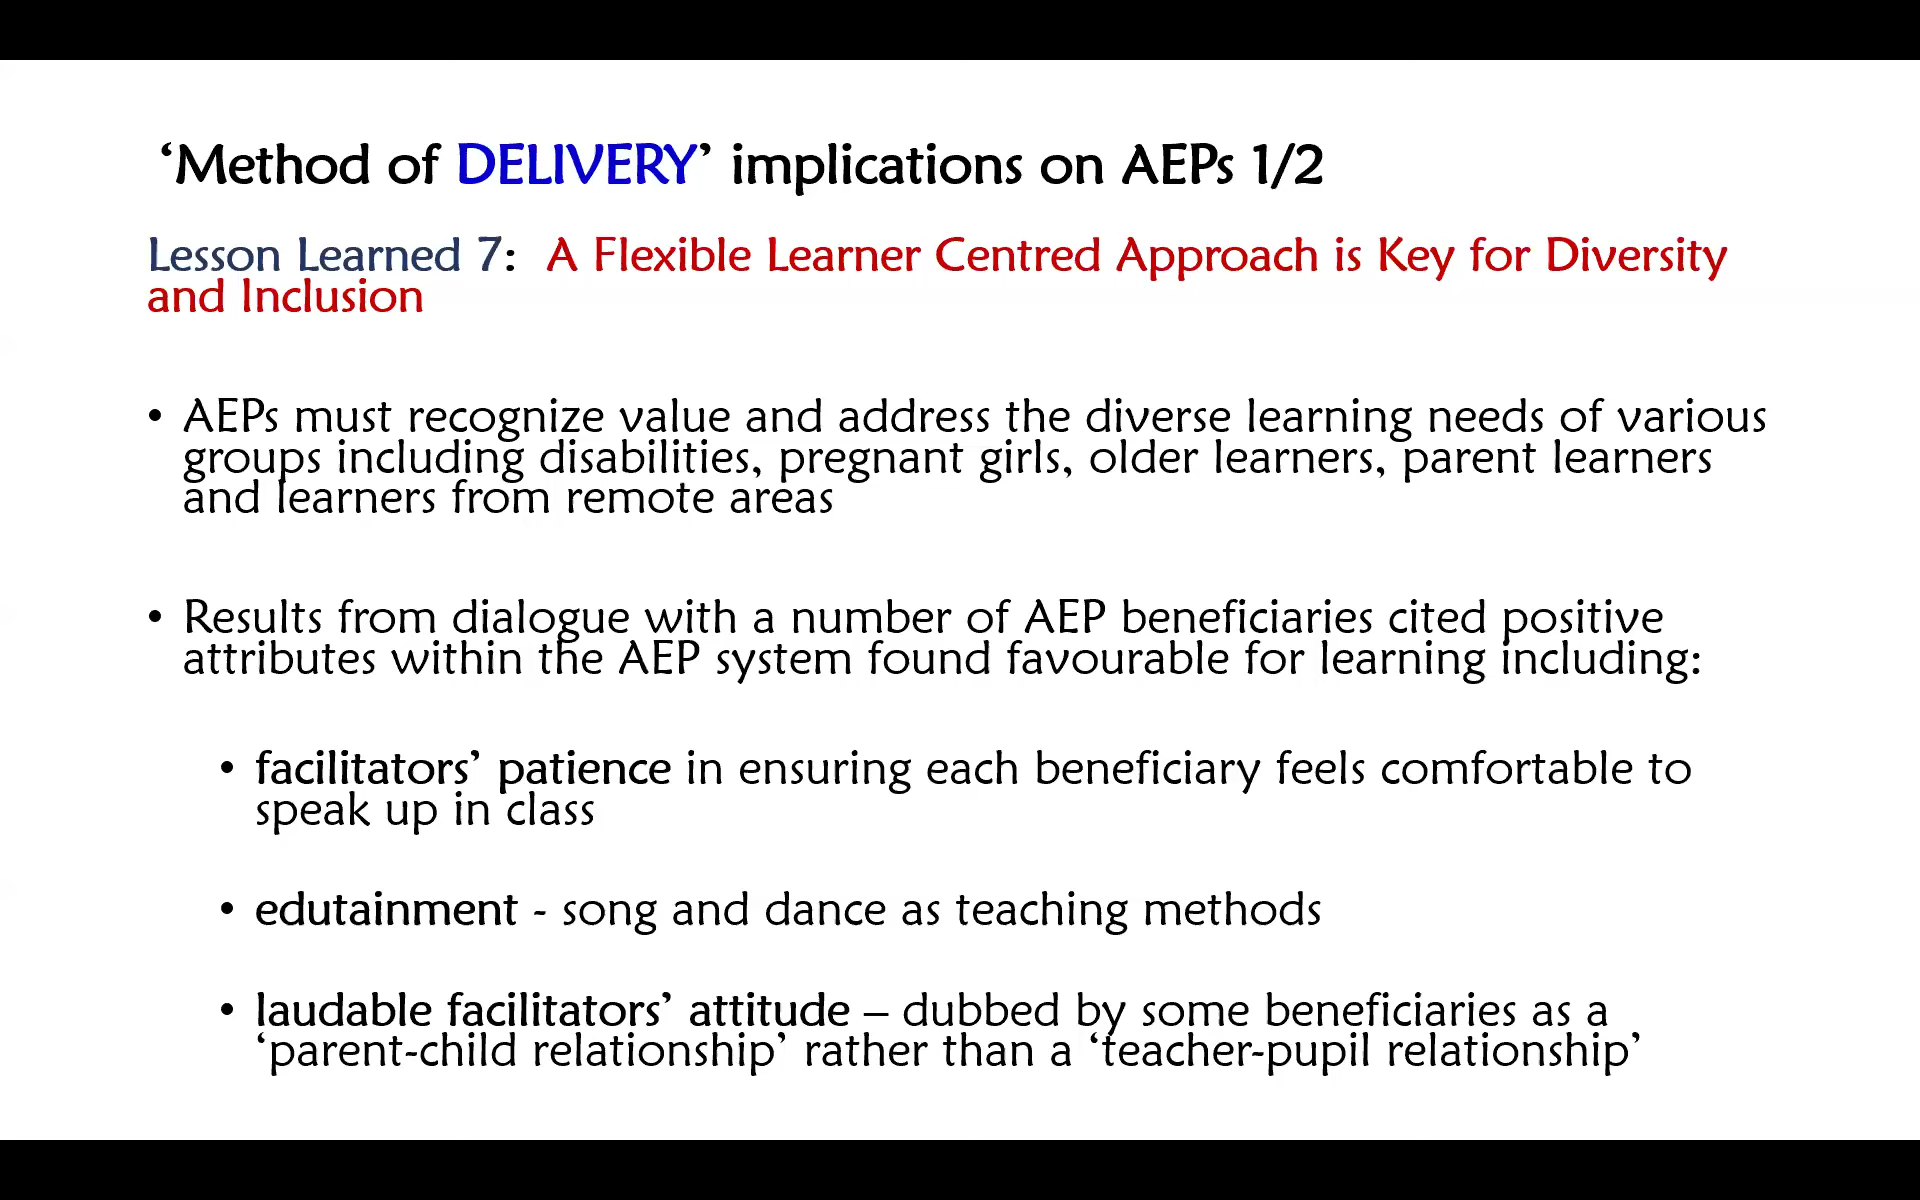 ‘Method of DELIVERY’ implications on AEPs 1/2
Lesson Learned 7:  A Flexible Learner Centred Approach is Key for Diversity
and Inclusion
• AEPs must recognize value and address the diverse learning needs of various
groups including disabilities, pregnant girls, older learners, parent learners
and learners from remote areas
• Results from dialogue with a number of AEP beneficiaries cited positive
attributes within the AEP system found favourable for learning including:
• facilitators’ patience in ensuring each beneficiary feels comfortable to
speak up in class
• edutainment - song and dance as teaching methods
• laudable facilitators’ attitude – dubbed by some beneficiaries as a
‘parent-child relationship’ rather than a ‘teacher-pupil relationship’